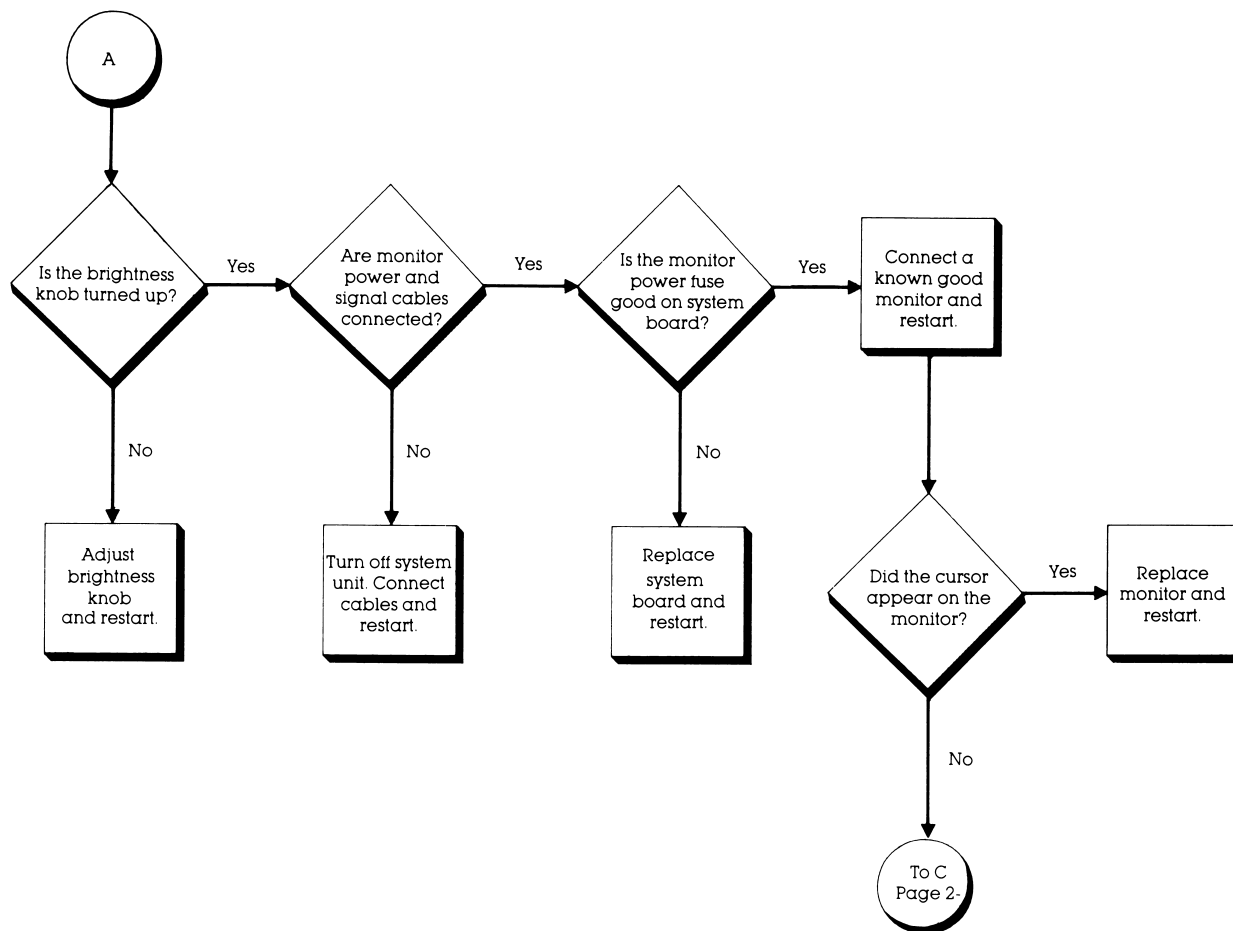 A
Is the brightness
knob turned up?
Yes
No
Adjust
brightness
knob
and restart.
Are monitor
power and
signal cables
connected?
Yes
No
Turn off system
unit. Connect
cables and
restart.
Is the monitor
power fuse
good on system
board?
Yes
No
Replace
system
board and
restart.
Connect a
known good
monitor and
restart.
Did the cursor
appear on the
monitor?
Yes
Replace
monitor and
restart.
No
To C
Page 2-